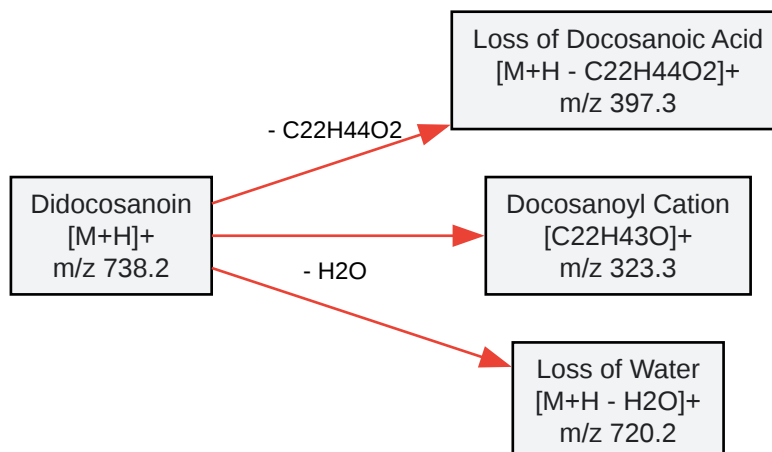 Loss of Docosanoic Acid
[M+H - C22H44O2]+
m/z 397.3
- C22H44O2
Didocosanoin
[M+H]+
m/z 738.2
Docosanoyl Cation
[C22H43O]+
m/z 323.3
- H2O
Loss of Water
[M+H - H2O]+
m/z 720.2